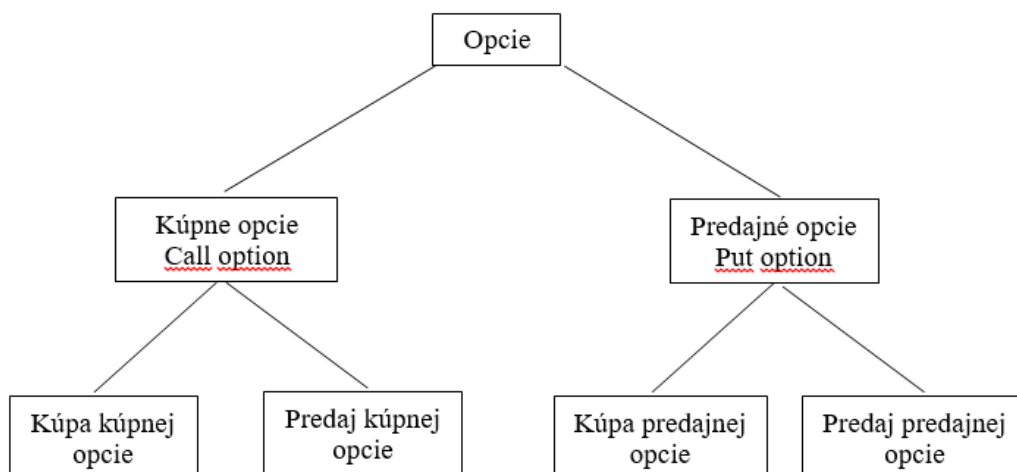 Opcie
Kúpne opcie
Call option
Predajné opcie
Put option
Kúpa kúpnej
opcie
Predaj kúpnej
opcie
Kúpa predajnej
opcie
Predaj predajnej
opcie